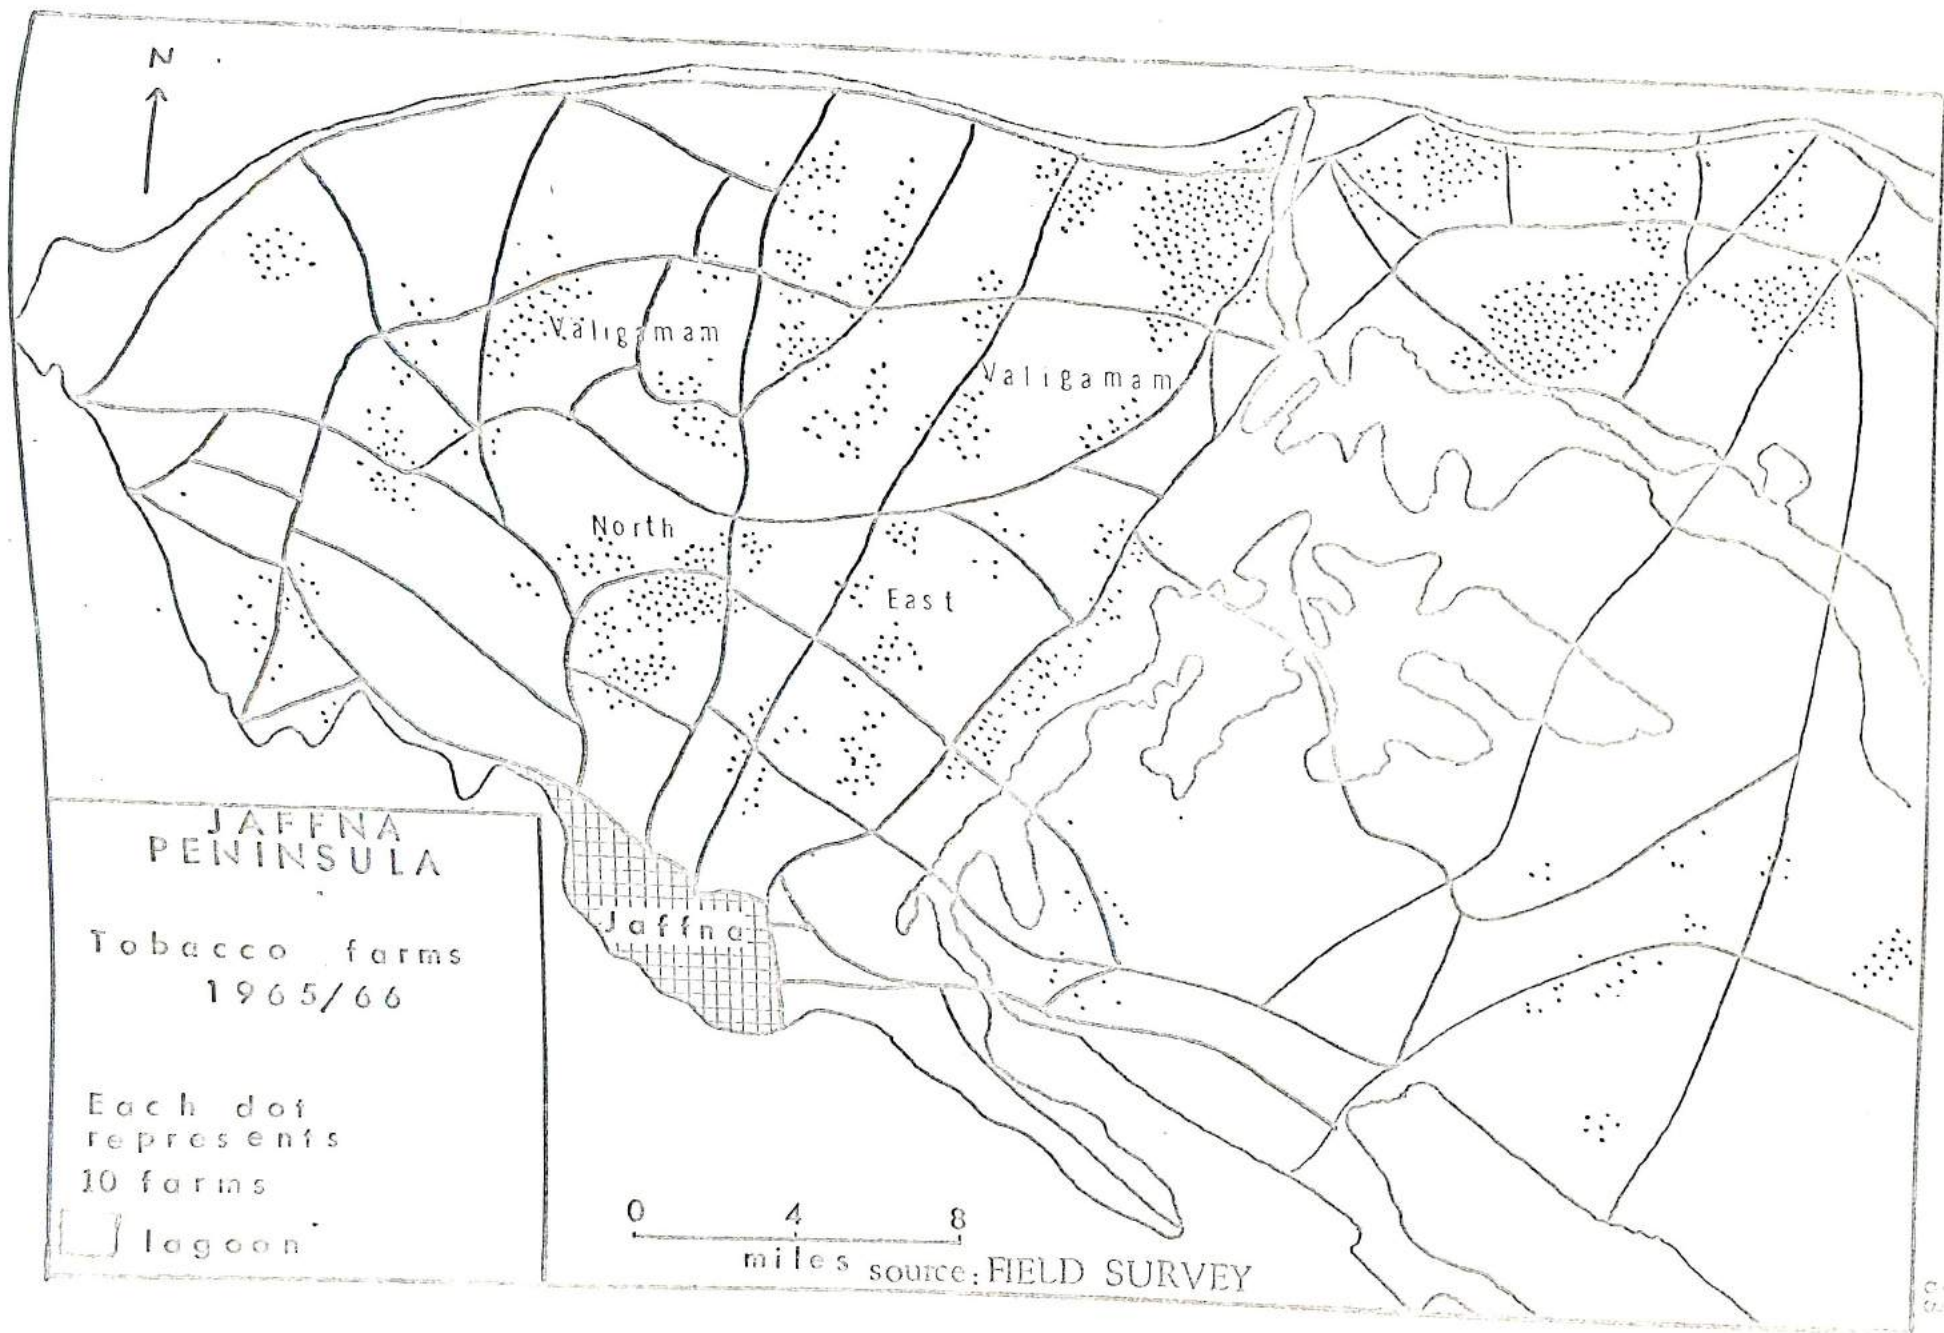 N
Valigamam
Valigamam
North
East
JAFFNA
PENINSULA
Tobacco farms
1965/66
Each dot
represents
10 farms
lagoon
Jaffna
0 4 8
miles
source: FIELD SURVEY